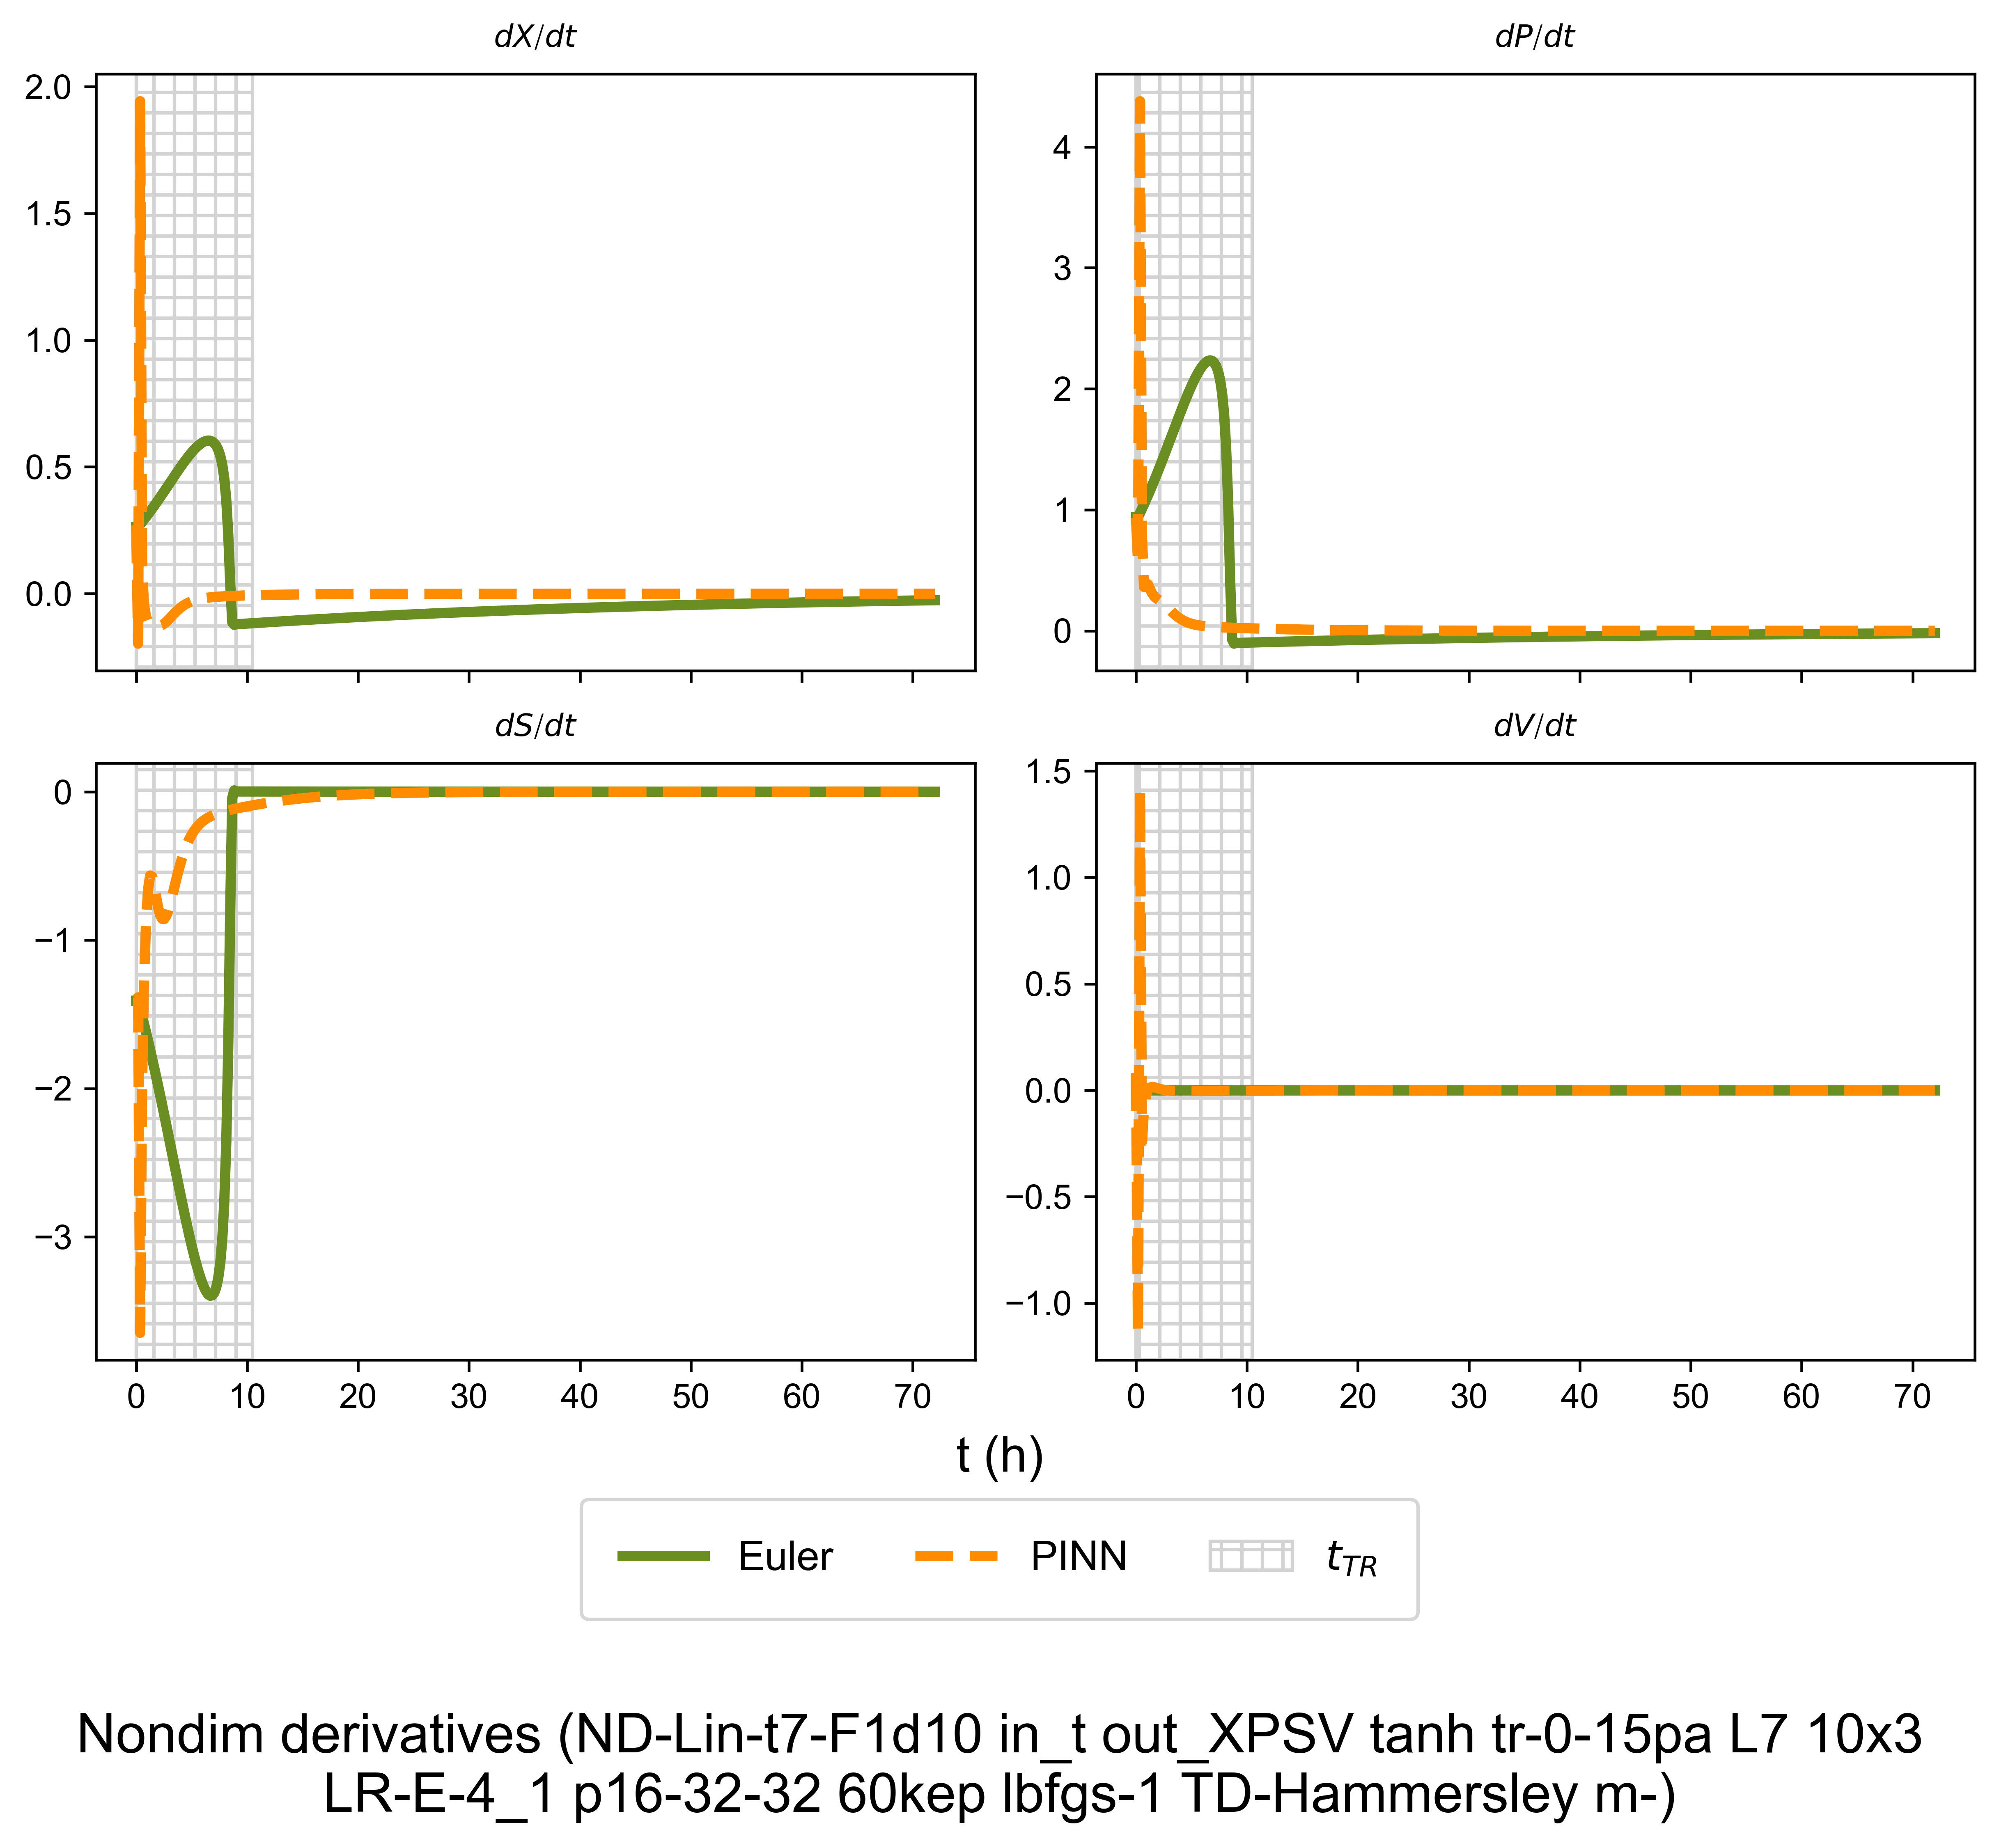 dX/dt
dP/dt
2.0
1.5
1.0
0.5
0.0
4
3
2
1
0
dS/dt
dV/dt
0
−1
−2
−3
1.5
1.0
0.5
0.0
−0.5
−1.0
0 10 20 30 40 50 60 70
0 10 20 30 40 50 60 70
t (h)
Euler PINN t_TR
Nondim derivatives (ND-Lin-t7-F1d10 in_t out_XPSV tanh tr-0-15pa L7 10x3
LR-E-4_1 p16-32-32 60kep lbfgs-1 TD-Hammersley m-)